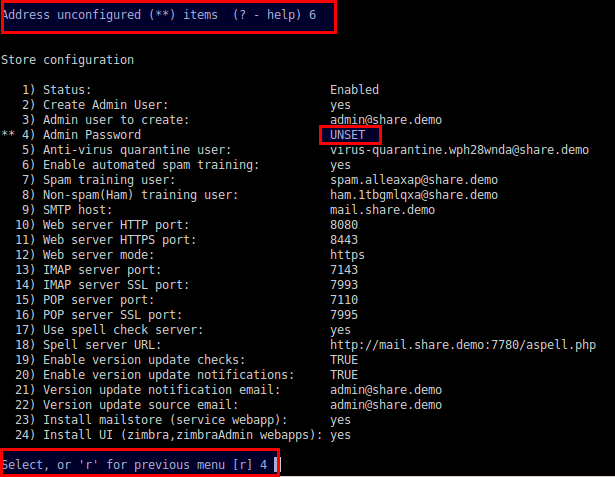 Address unconfigured (**) items  (? - help) 6
Store configuration
   1) Status:                              Enabled
   2) Create Admin User:                   yes
   3) Admin user to create:                admin@share.demo
** 4) Admin Password                       UNSET
   5) Anti-virus quarantine user:          virus-quarantine.wph28wnda@share.demo
   6) Enable automated spam training:      yes
   7) Spam training user:                  spam.alleaxap@share.demo
   8) Non-spam(Ham) training user:         ham.1tbgmlqxa@share.demo
   9) SMTP host:                           mail.share.demo
  10) Web server HTTP port:                8080
  11) Web server HTTPS port:               8443
  12) Web server mode:                     https
  13) IMAP server port:                    7143
  14) IMAP server SSL port:                7993
  15) POP server port:                     7110
  16) POP server SSL port:                 7995
  17) Use spell check server:              yes
  18) Spell server URL:                    http://mail.share.demo:7780/aspell.php
  19) Enable version update checks:        TRUE
  20) Enable version update notifications: TRUE
  21) Version update notification email:   admin@share.demo
  22) Version update source email:         admin@share.demo
  23) Install mailstore (service webapp):  yes
  24) Install UI (zimbra,zimbraAdmin webapps): yes
Select, or 'r' for previous menu [r] 4